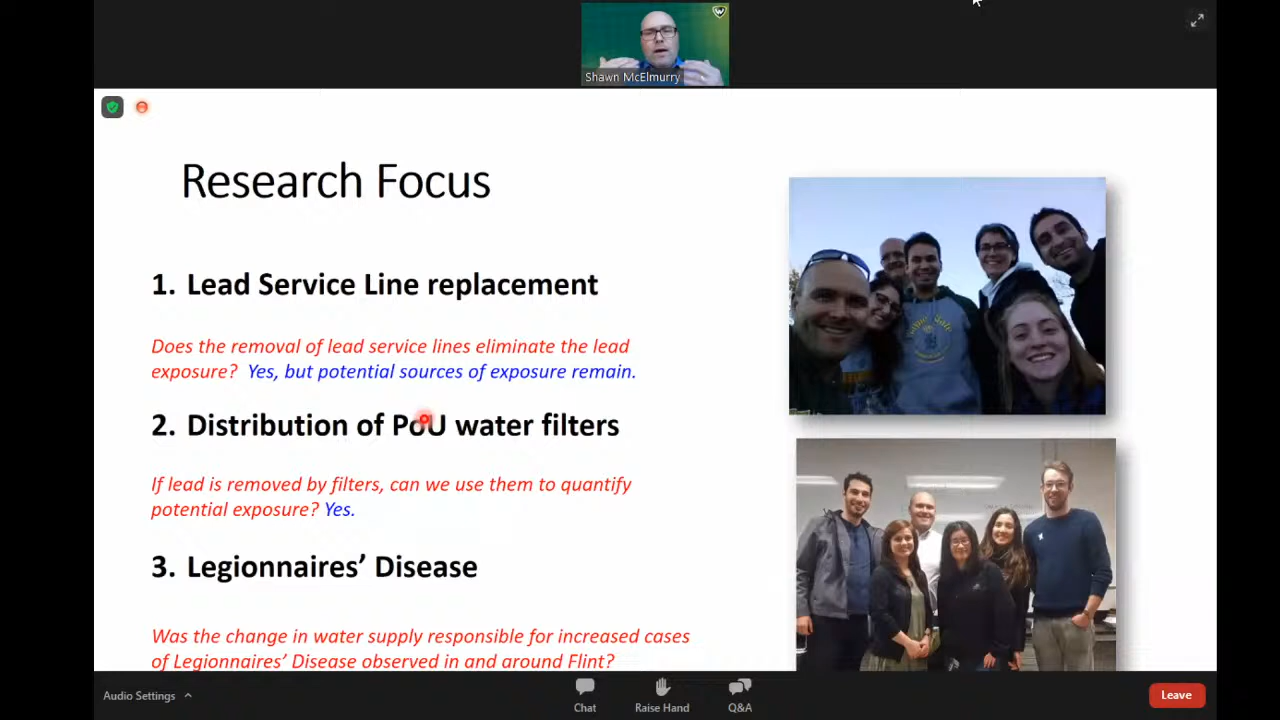 Shawn McElmurry
Research Focus
1. Lead Service Line replacement
Does the removal of lead service lines eliminate the lead
exposure? Yes, but potential sources of exposure remain.
2. Distribution of PoU water filters
If lead is removed by filters, can we use them to quantify
potential exposure? Yes.
3. Legionnaires’ Disease
Was the change in water supply responsible for increased cases
of Legionnaires’ Disease observed in and around Flint?
Audio Settings
Chat
Raise Hand
Q&A
Leave